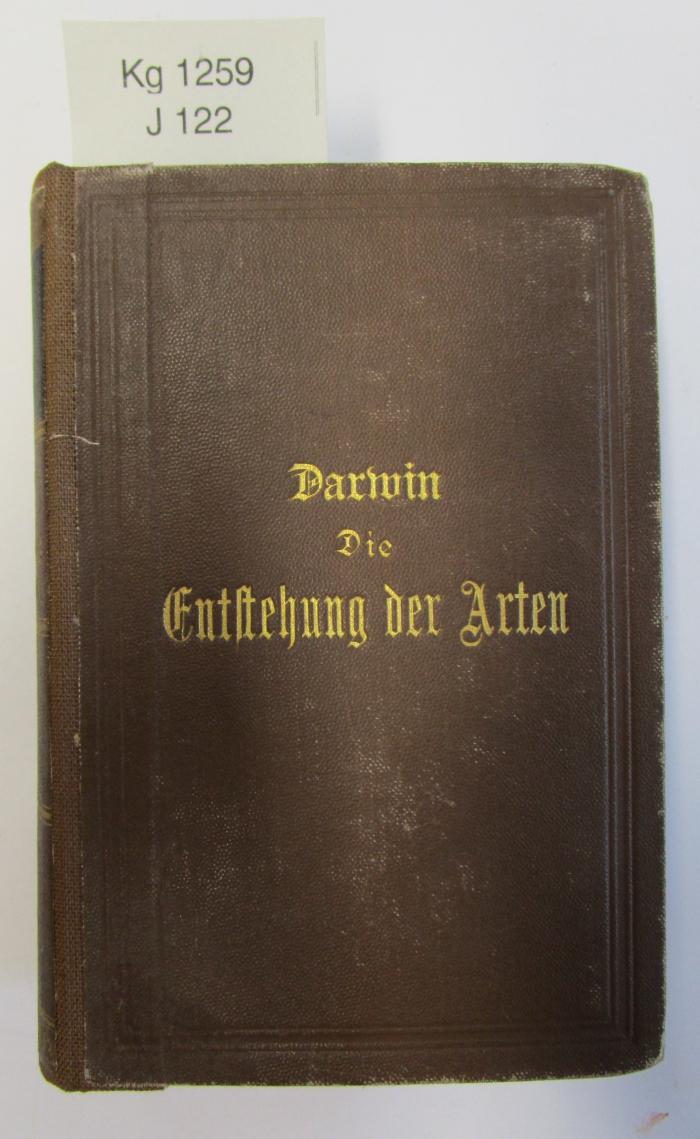 Kg 1259
J 122
Darwin
Die
Entstehung der Arten